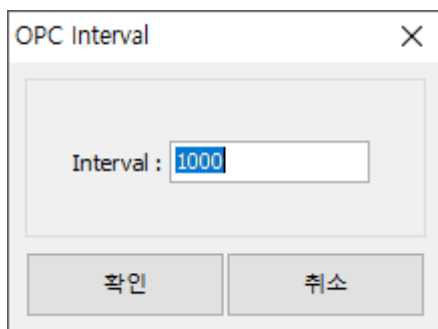 OPC Interval
Interval : 1000
확인 취소